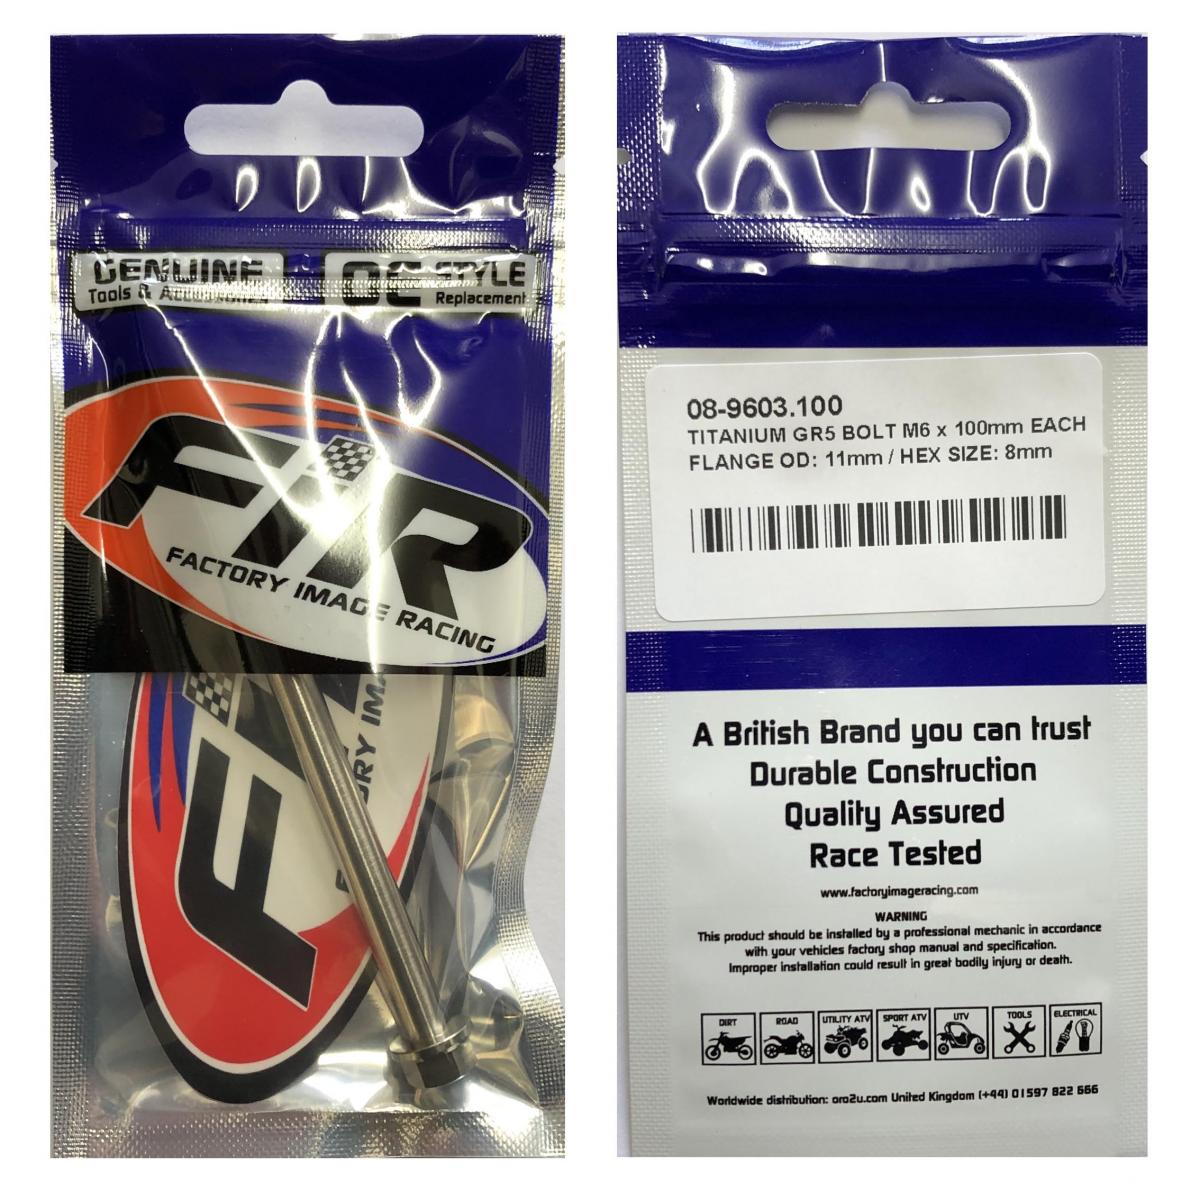 GENUINE
Tools & Accessories
OE STYLE
Replacement
FiR
FACTORY IMAGE RACING
FiR
08-9603.100
TITANIUM GR5 BOLT M6 x 100mm EACH
FLANGE OD: 11mm / HEX SIZE: 8mm
A British Brand you can trust
Durable Construction
Quality Assured
Race Tested
www.factoryimageracing.com
WARNING
This product should be installed by a professional mechanic in accordance
with your vehicles factory shop manual and specification.
Improper installation could result in great bodily injury or death.
DIRT ROAD UTILITY ATV SPORT ATV UTV TOOLS ELECTRICAL
Worldwide distribution: oro2u.com United Kingdom (+44) 01597 822 666